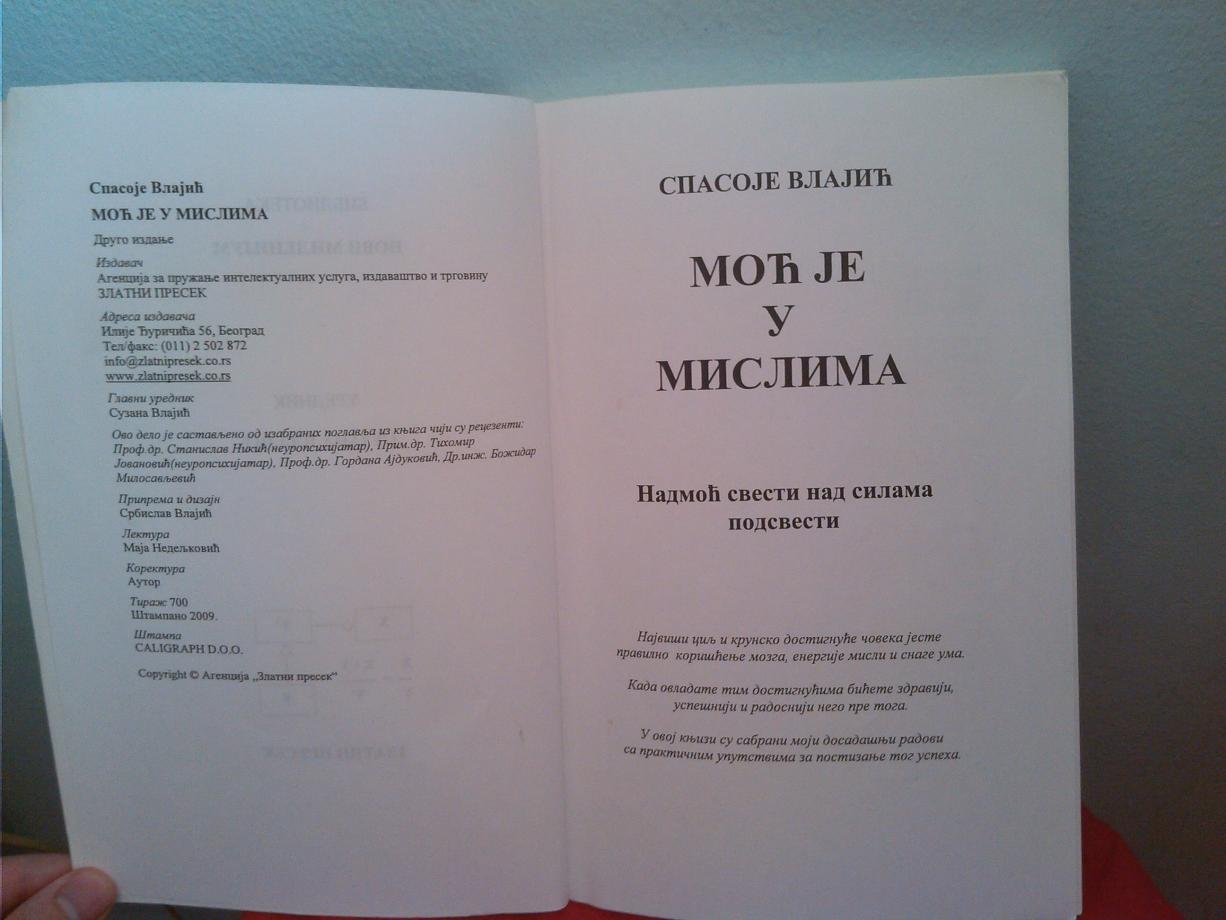 Спасоје Влајић
МОЋ ЈЕ У МИСЛИМА
Друго издање
Издавач
Агенција за пружање интелектуалних услуга, издаваштво и трговину
ЗЛАТНИ ПРЕСЕК
Адреса издавача
Илије Ђуричића 56, Београд
Тел/факс: (011) 2 502 872
info@zlatnipresek.co.rs
www.zlatnipresek.co.rs
Главни уредник
Сузана Влајић
Ово дело је састављено од изабраних поглавља из књига чији су рецезенти:
Проф.др. Станислав Никић(неуропсихијатар), Прим.др. Тихомир
Јовановић(неуропсихијатар), Проф.др. Гордана Ајдуковић, Др.инж. Божидар
Милосављевић
Припрема и дизајн
Србислав Влајић
Лектура
Маја Недељковић
Коректура
Аутор
Тираж 700
Штампано 2009.
Штампа
CALIGRAPH D.O.O.
Copyright © Агенција „Златни пресек“
СПАСОЈЕ ВЛАЈИЋ
МОЋ ЈЕ
У
МИСЛИМА
Надмоћ свести над силама
подсвести
Највиши циљ и крунско достигнуће човека јесте
правилно коришћење мозга, енергије мисли и снаге ума.
Када овладате тим достигнућима бићете здравији,
успешнији и радоснији него пре тога.
У овој књизи су сабрани моји досадашњи радови
са практичним упутствима за постизање тог успеха.